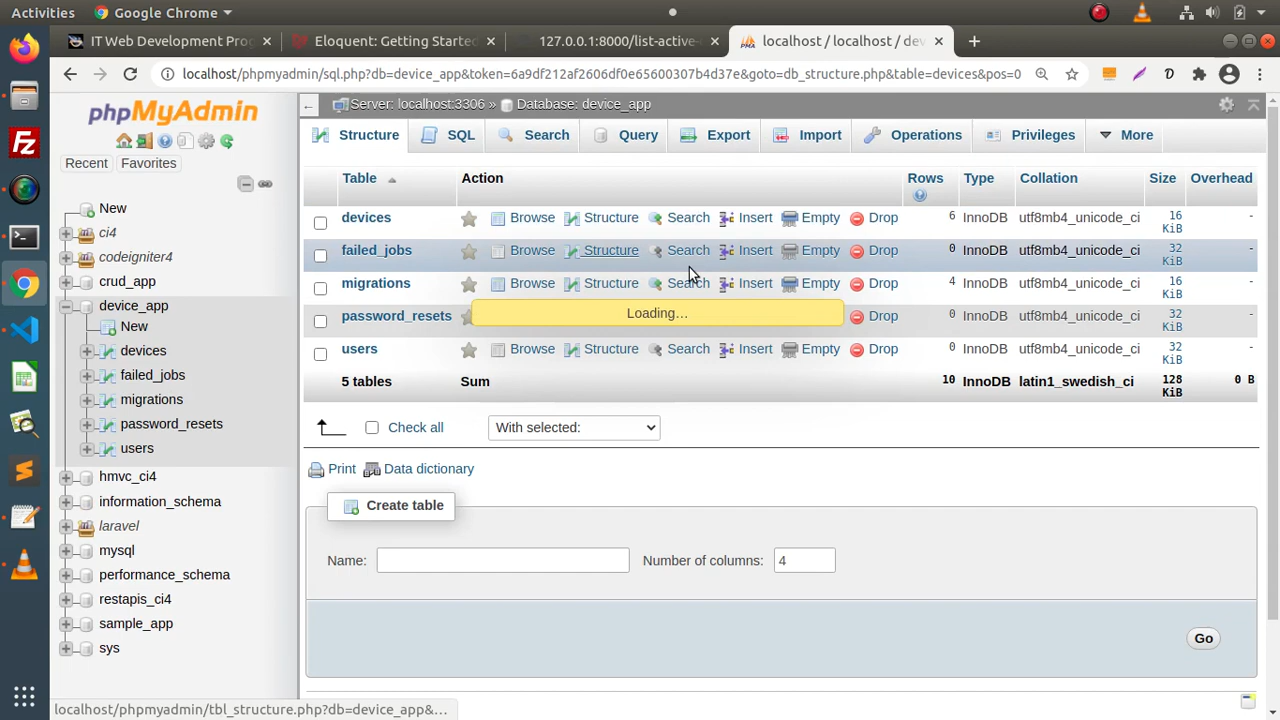 Activities Google Chrome
IT Web Development Pro
Eloquent: Getting Started
127.0.0.1:8000/list-active-
localhost / localhost / dev
localhost/phpmyadmin/sql.php?db=device_app&token=6a9df212af2606df0e65600307b4d37e&goto=db_structure.php&table=devices&pos=0
phpMyAdmin
Recent Favorites
New
ci4
codeigniter4
crud_app
device_app
New
devices
failed_jobs
migrations
password_resets
users
hmvc_ci4
information_schema
laravel
mysql
performance_schema
restapis_ci4
sample_app
sys
Server: localhost:3306 » Database: device_app
Structure SQL Search Query Export Import Operations Privileges More
Table Action Rows Type Collation Size Overhead
devices Browse Structure Search Insert Empty Drop 6 InnoDB utf8mb4_unicode_ci 16 KiB -
failed_jobs Browse Structure Search Insert Empty Drop 0 InnoDB utf8mb4_unicode_ci 32 KiB -
migrations Browse Structure Search Insert Empty Drop 4 InnoDB utf8mb4_unicode_ci 16 KiB -
Loading…
password_resets Drop 0 InnoDB utf8mb4_unicode_ci 32 KiB -
users Browse Structure Search Insert Empty Drop 0 InnoDB utf8mb4_unicode_ci 32 KiB -
5 tables Sum 10 InnoDB latin1_swedish_ci 128 KiB 0 B
Check all With selected:
Print Data dictionary
Create table
Name: Number of columns: 4
Go
localhost/phpmyadmin/tbl_structure.php?db=device_app&…